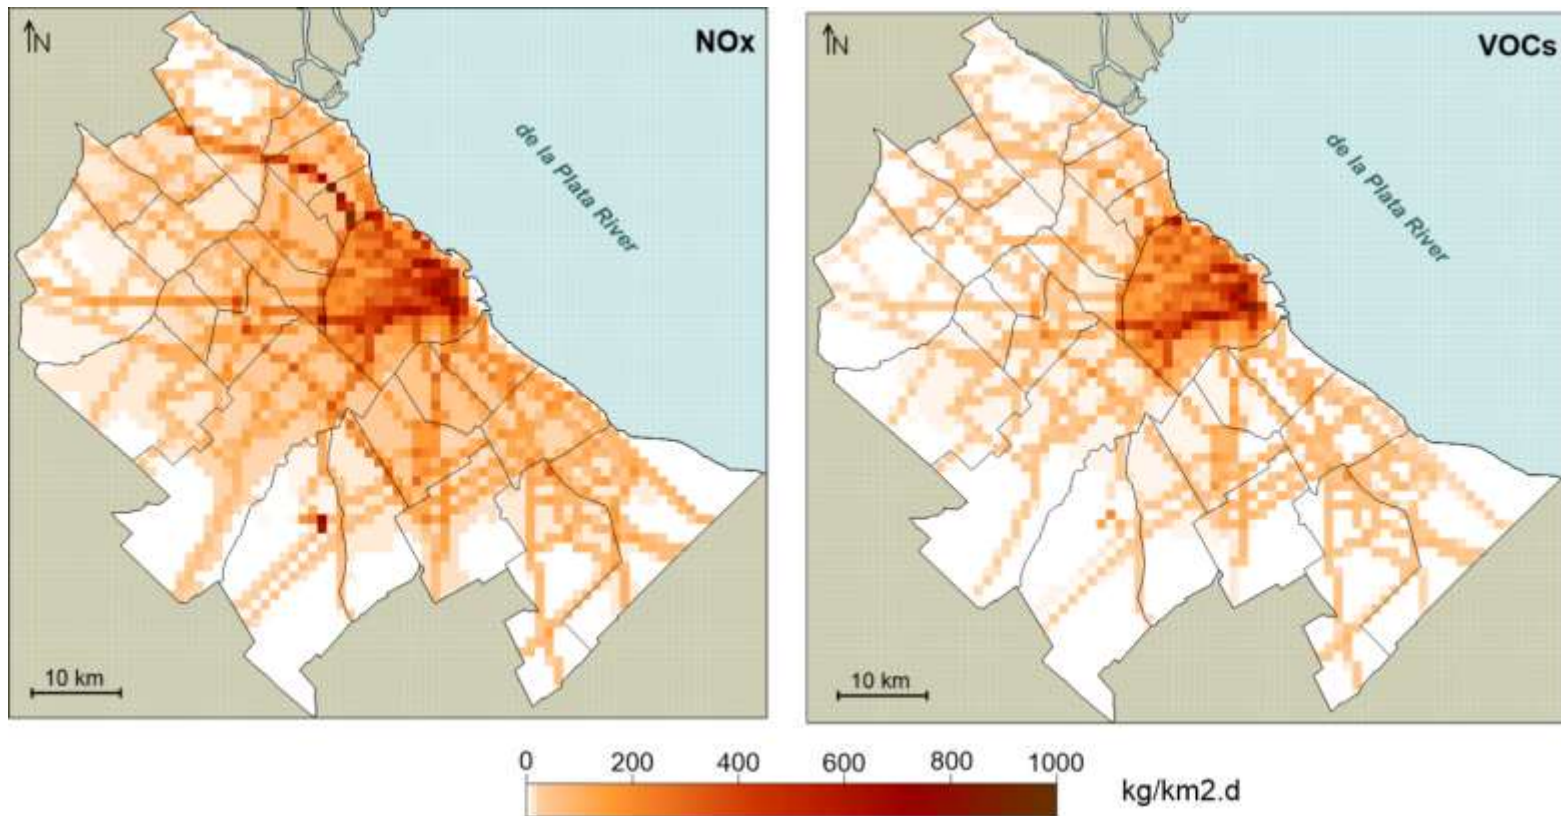 N
NOx
de la Plata River
10 km
N
VOCs
de la Plata River
10 km
0 200 400 600 800 1000
kg/km2.d